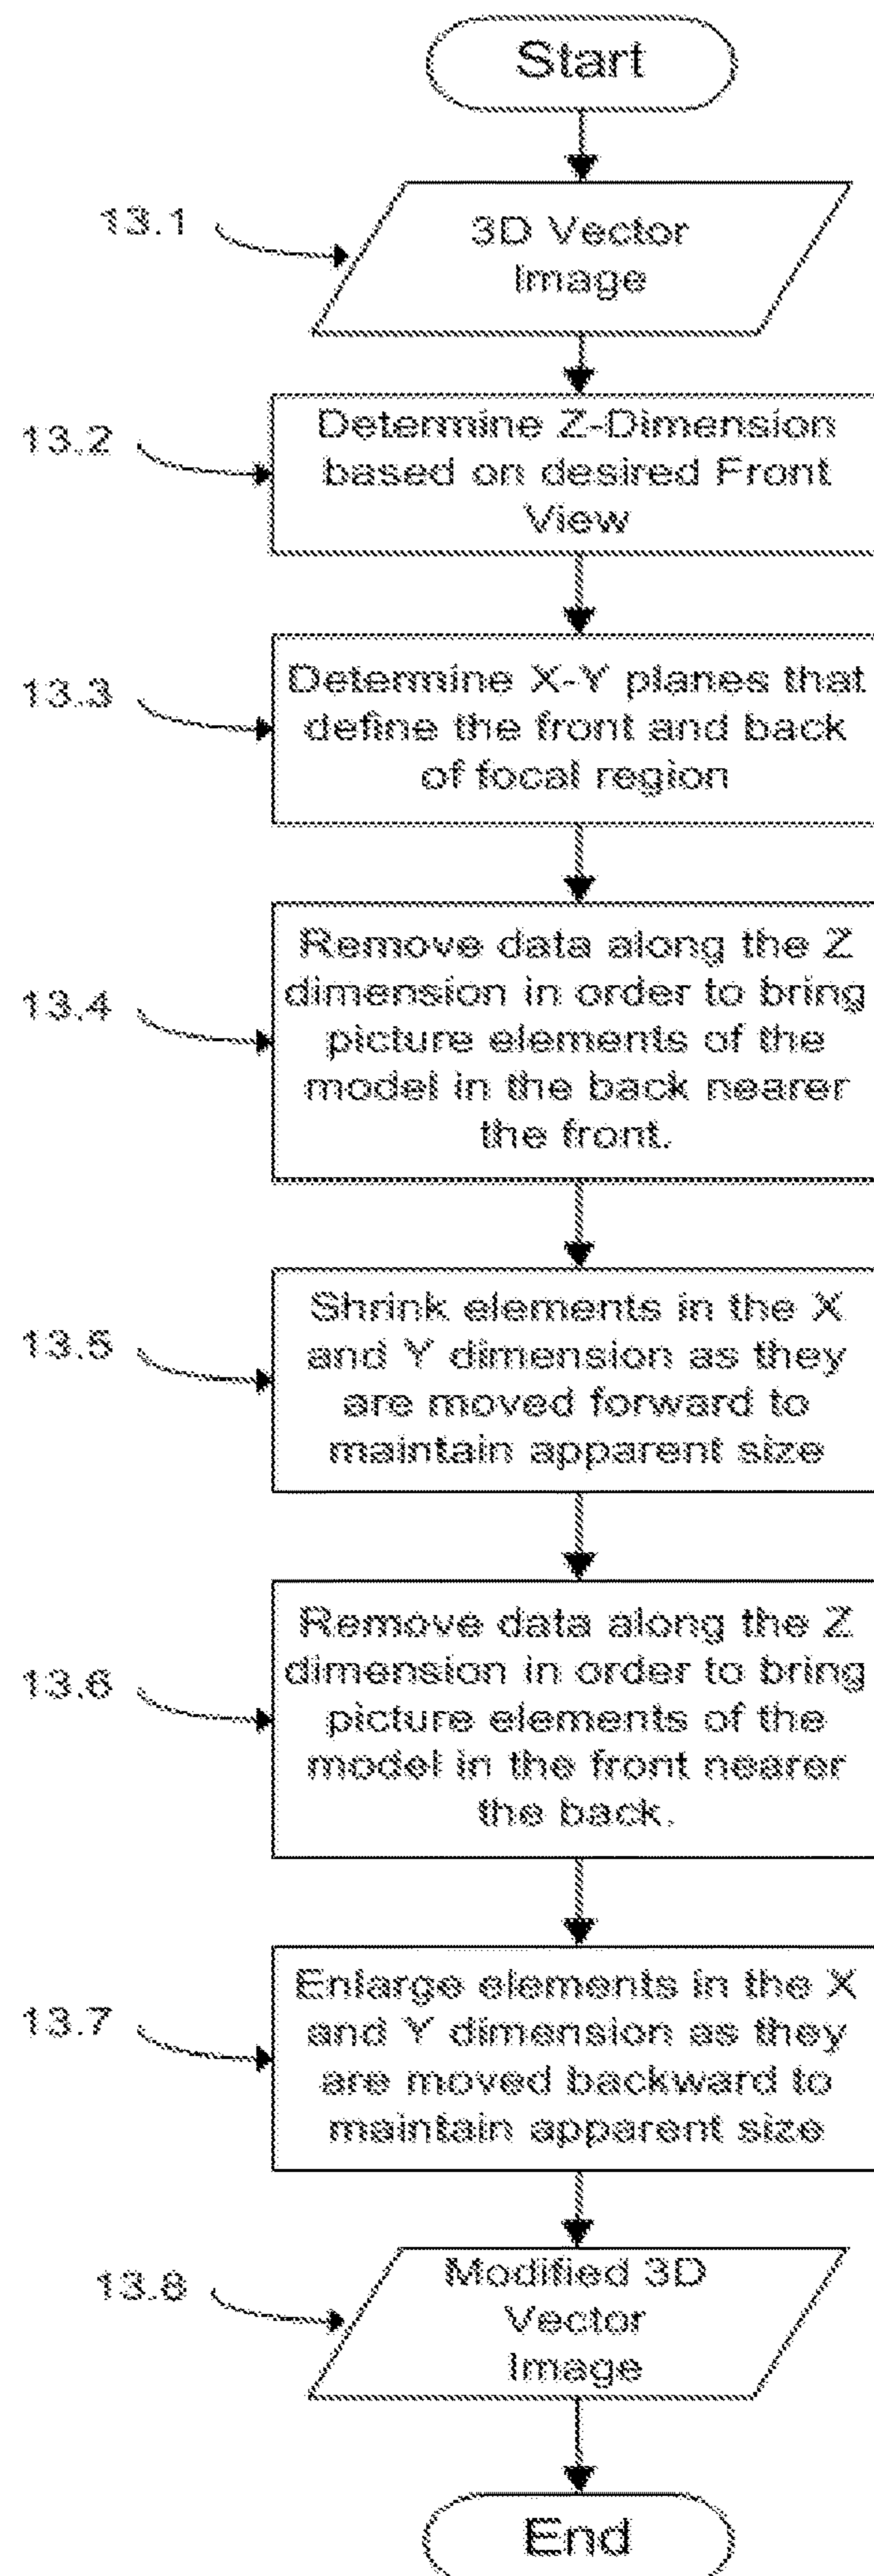 Start
13.1
3D Vector
Image
13.2
Determine Z-Dimension
based on desired Front
View
13.3
Determine X-Y planes that
define the front and back
of focal region
13.4
Remove data along the Z
dimension in order to bring
picture elements of the
model in the back nearer
the front.
13.5
Shrink elements in the X
and Y dimension as they
are moved forward to
maintain apparent size
13.6
Remove data along the Z
dimension in order to bring
picture elements of the
model in the front nearer
the back.
13.7
Enlarge elements in the X
and Y dimension as they
are moved backward to
maintain apparent size
13.8
Modified 3D
Vector
Image
End